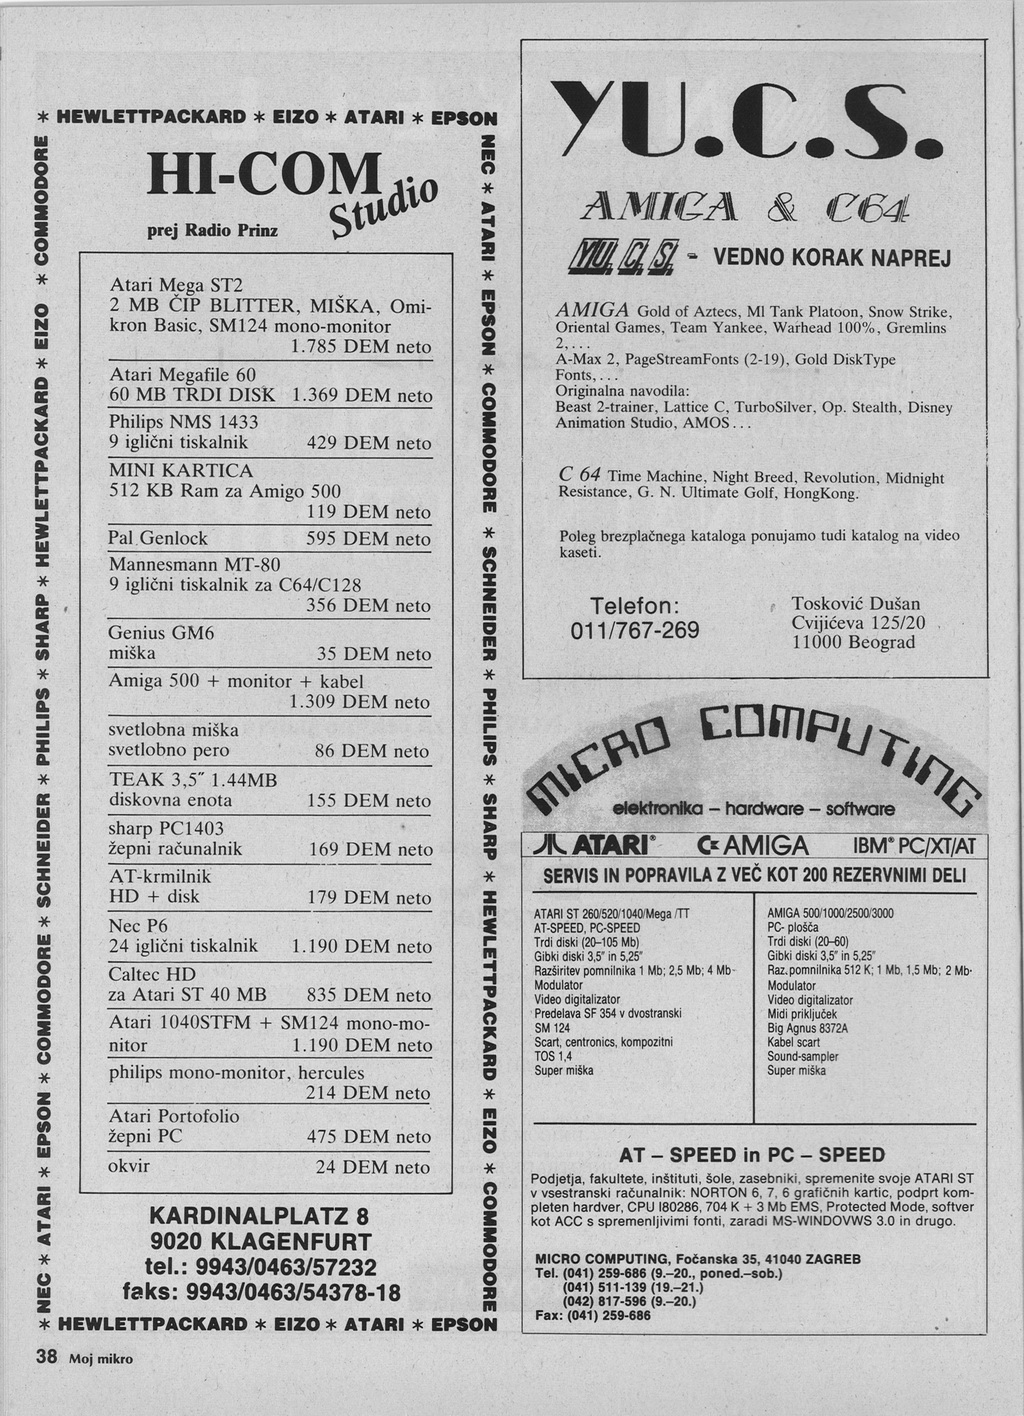 * HEWLETTPACKARD * EIZO * ATARI * EPSON
NEC * ATARI * EPSON * COMMODORE * SCHNEIDER * PHILIPS * SHARP * HEWLETTPACKARD * EIZO * COMMODORE
HI-COM
Studio
prej Radio Prinz
Atari Mega ST2
2 MB ČIP BLITTER, MIŠKA, Omi-
kron Basic, SM124 mono-monitor
1.785 DEM neto
Atari Megafile 60
60 MB TRDI DISK 1.369 DEM neto
Philips NMS 1433
9 iglični tiskalnik 429 DEM neto
MINI KARTICA
512 KB Ram za Amigo 500
119 DEM neto
Pal Genlock 595 DEM neto
Mannesmann MT-80
9 iglični tiskalnik za C64/C128
356 DEM neto
Genius GM6
miška 35 DEM neto
Amiga 500 + monitor + kabel
1.309 DEM neto
svetlobna miška
svetlobno pero 86 DEM neto
TEAK 3,5″ 1.44MB
diskovna enota 155 DEM neto
sharp PC1403
žepni računalnik 169 DEM neto
AT-krmilnik
HD + disk 179 DEM neto
Nec P6
24 iglični tiskalnik 1.190 DEM neto
Caltec HD
za Atari ST 40 MB 835 DEM neto
Atari 1040STFM + SM124 mono-mo-
nitor 1.190 DEM neto
philips mono-monitor, hercules
214 DEM neto
Atari Portofolio
žepni PC 475 DEM neto
okvir 24 DEM neto
KARDINALPLATZ 8
9020 KLAGENFURT
tel.: 9943/0463/57232
faks: 9943/0463/54378-18
NEC * ATARI * EPSON * COMMODORE * SCHNEIDER * PHILIPS * SHARP * HEWLETTPACKARD * EIZO * COMMODORE
* HEWLETTPACKARD * EIZO * ATARI * EPSON
38 Moj mikro
YU.C.S.
AMIGA & C64
YU. C. S. - VEDNO KORAK NAPREJ
AMIGA Gold of Aztecs, Ml Tank Platoon, Snow Strike,
Oriental Games, Team Yankee, Warhead 100%, Gremlins
2,...
A-Max 2, PageStreamFonts (2-19), Gold DiskType
Fonts,...
Originalna navodila:
Beast 2-trainer, Lattice C, TurboSilver, Op. Stealth, Disney
Animation Studio, AMOS...
C 64 Time Machine, Night Breed, Revolution, Midnight
Resistance, G. N. Ultimate Golf, HongKong.
Poleg brezplačnega kataloga ponujamo tudi katalog na video
kaseti.
Telefon:
011/767-269
Tosković Dušan
Cvijićeva 125/20
11000 Beograd
MICRO COMPUTING
elektronika – hardware – software
ATARI® C= AMIGA IBM® PC/XT/AT
SERVIS IN POPRAVILA Z VEČ KOT 200 REZERVNIMI DELI
ATARI ST 260/520/1040/Mega /TT
AT-SPEED, PC-SPEED
Trdi diski (20–105 Mb)
Gibki diski 3,5" in 5,25"
Razširitev pomnilnika 1 Mb; 2,5 Mb; 4 Mb
Modulator
Video digitalizator
Predelava SF 354 v dvostranski
SM 124
Scart, centronics, kompozitni
TOS 1,4
Super miška
AMIGA 500/1000/2500/3000
PC- plošča
Trdi diski (20–60)
Gibki diski 3,5" in 5,25"
Raz.pomnilnika 512 K; 1 Mb, 1,5 Mb; 2 Mb
Modulator
Video digitalizator
Midi priključek
Big Agnus 8372A
Kabel scart
Sound-sampler
Super miška
AT – SPEED in PC – SPEED
Podjetja, fakultete, inštituti, šole, zasebniki, spremenite svoje ATARI ST
v vsestranski računalnik: NORTON 6, 7, 6 grafičnih kartic, podprt kom-
pleten hardver, CPU I80286, 704 K + 3 Mb EMS, Protected Mode, softver
kot ACC s spremenljivimi fonti, zaradi MS-WINDOVWS 3.0 in drugo.
MICRO COMPUTING, Fočanska 35, 41040 ZAGREB
Tel. (041) 259-686 (9.–20., poned.–sob.)
(041) 511-139 (19.–21.)
(042) 817-596 (9.–20.)
Fax: (041) 259-686